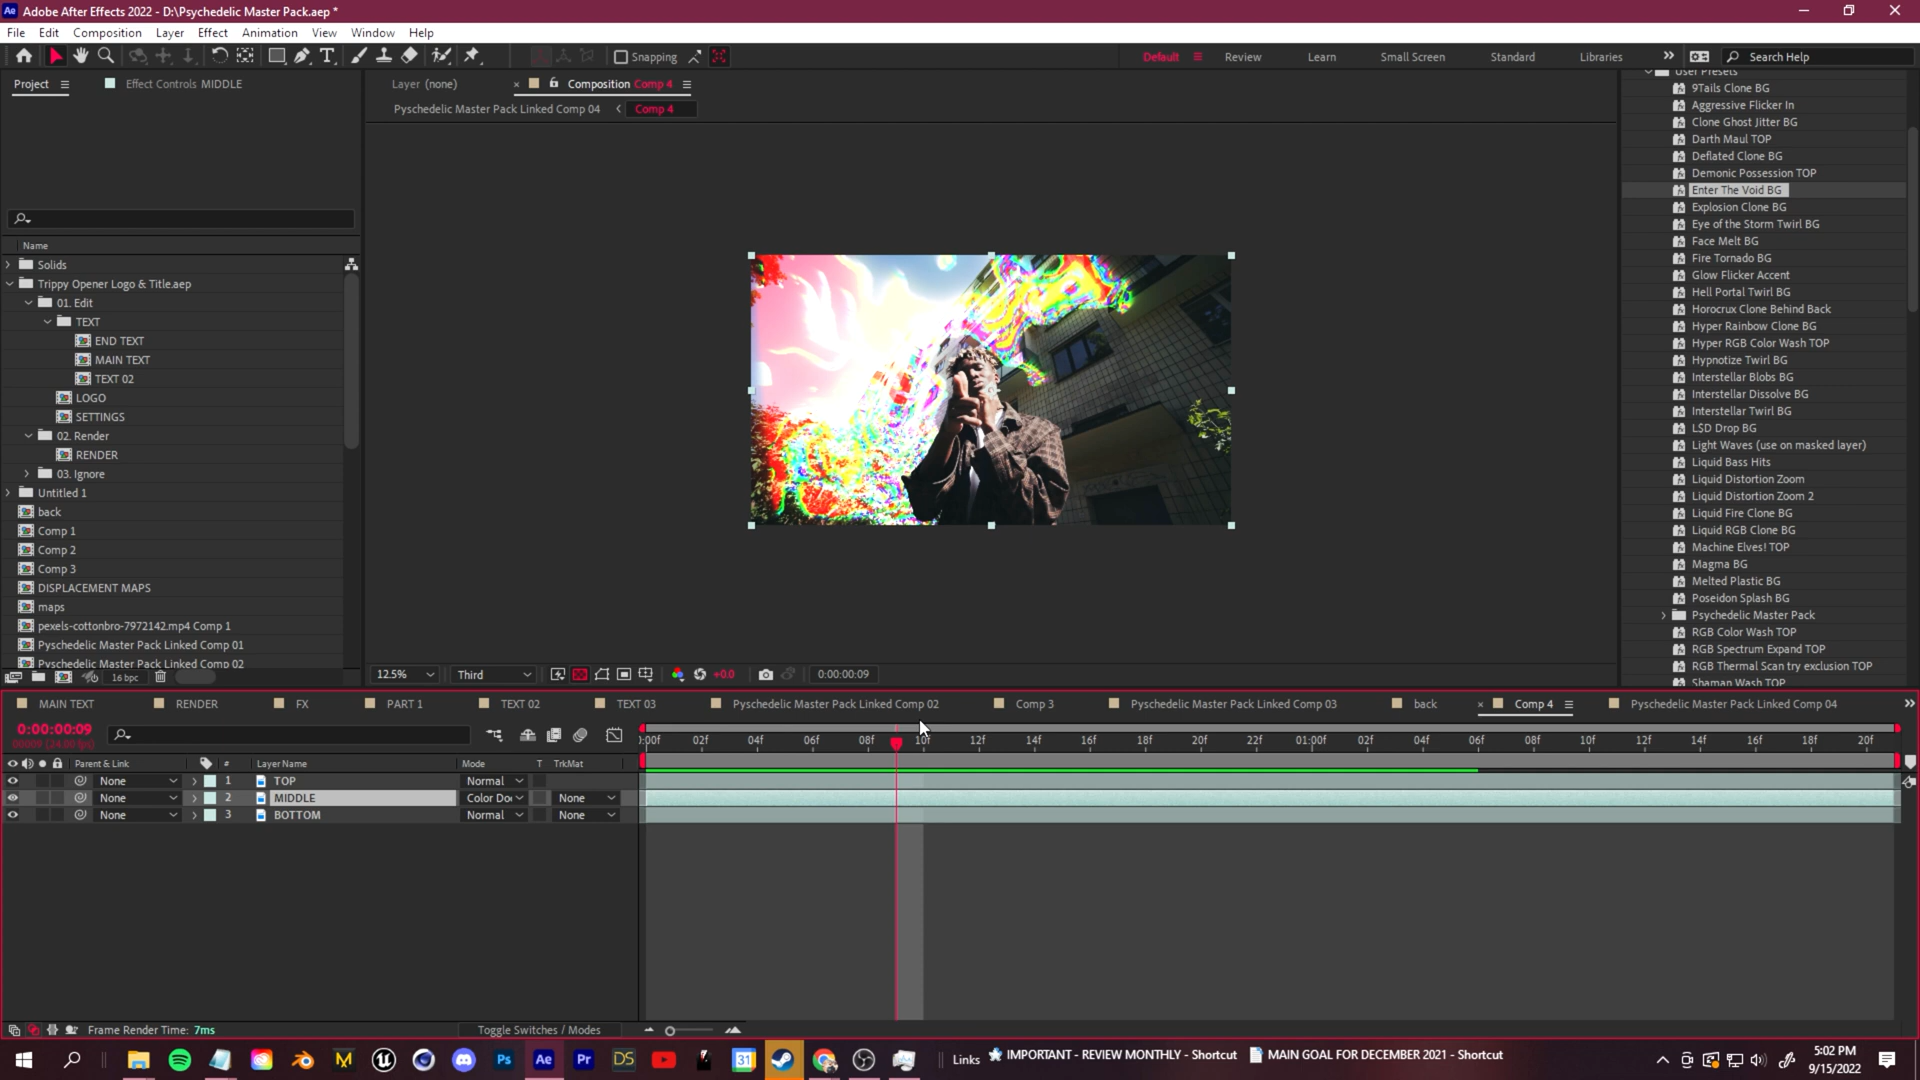 Adobe After Effects 2022 - D:\Psychedelic Master Pack.aep *
File Edit Composition Layer Effect Animation View Window Help
Snapping
Default Review Learn Small Screen Standard Libraries Search Help
Project Effect Controls MIDDLE
Layer (none) Composition Comp 4
Pyschedelic Master Pack Linked Comp 04 Comp 4
Name
Solids
Trippy Opener Logo & Title.aep
01. Edit
TEXT
END TEXT
MAIN TEXT
TEXT 02
LOGO
SETTINGS
02. Render
RENDER
03. Ignore
Untitled 1
back
Comp 1
Comp 2
Comp 3
DISPLACEMENT MAPS
maps
pexels-cottonbro-7972142.mp4 Comp 1
Pyschedelic Master Pack Linked Comp 01
Pyschedelic Master Pack Linked Comp 02
16 bpc
12.5% Third +0.0 0:00:00:09
User Presets
9Tails Clone BG
Aggressive Flicker In
Clone Ghost Jitter BG
Darth Maul TOP
Deflated Clone BG
Demonic Possession TOP
Enter The Void BG
Explosion Clone BG
Eye of the Storm Twirl BG
Face Melt BG
Fire Tornado BG
Glow Flicker Accent
Hell Portal Twirl BG
Horocrux Clone Behind Back
Hyper Rainbow Clone BG
Hyper RGB Color Wash TOP
Hypnotize Twirl BG
Interstellar Blobs BG
Interstellar Dissolve BG
Interstellar Twirl BG
L$D Drop BG
Light Waves (use on masked layer)
Liquid Bass Hits
Liquid Distortion Zoom
Liquid Distortion Zoom 2
Liquid Fire Clone BG
Liquid RGB Clone BG
Machine Elves! TOP
Magma BG
Melted Plastic BG
Poseidon Splash BG
Psychedelic Master Pack
RGB Color Wash TOP
RGB Spectrum Expand TOP
RGB Thermal Scan try exclusion TOP
Shaman Wash TOP
MAIN TEXT RENDER FX PART 1 TEXT 02 TEXT 03 Pyschedelic Master Pack Linked Comp 02 Comp 3 Pyschedelic Master Pack Linked Comp 03 back Comp 4 Pyschedelic Master Pack Linked Comp 04
0:00:00:09
00009 (24.00 fps)
:00f 02f 04f 06f 08f 10f 12f 14f 16f 18f 20f 22f 01:00f 02f 04f 06f 08f 10f 12f 14f 16f 18f 20f
Parent & Link # Layer Name Mode T TrkMat
None 1 TOP Normal
None 2 MIDDLE Color Do None
None 3 BOTTOM Normal None
Frame Render Time: 7ms Toggle Switches / Modes
Ps Ae Pr DS 31 Links IMPORTANT - REVIEW MONTHLY - Shortcut MAIN GOAL FOR DECEMBER 2021 - Shortcut
5:02 PM
9/15/2022